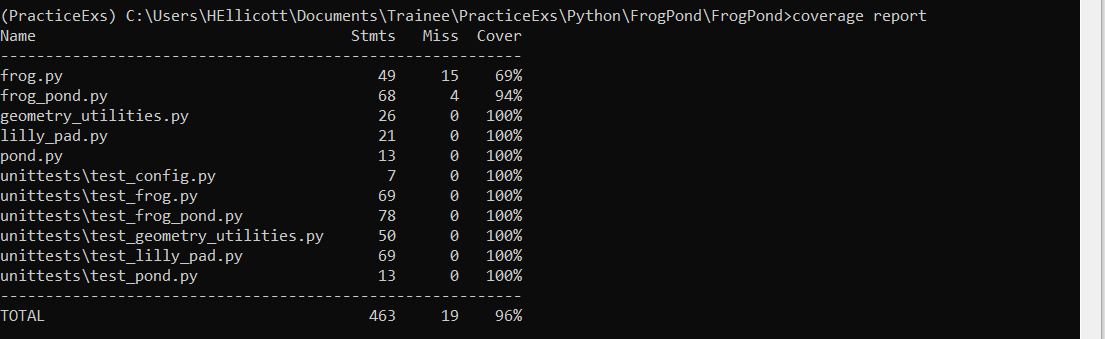 (PracticeExs) C:\Users\HEllicott\Documents\Trainee\PracticeExs\Python\FrogPond\FrogPond>coverage report
Name                                 Stmts   Miss  Cover
----------------------------------------------------------
frog.py                                 49     15    69%
frog_pond.py                            68      4    94%
geometry_utilities.py                   26      0   100%
lilly_pad.py                            21      0   100%
pond.py                                 13      0   100%
unittests\test_config.py                 7      0   100%
unittests\test_frog.py                  69      0   100%
unittests\test_frog_pond.py             78      0   100%
unittests\test_geometry_utilities.py    50      0   100%
unittests\test_lilly_pad.py             69      0   100%
unittests\test_pond.py                  13      0   100%
----------------------------------------------------------
TOTAL                                  463     19    96%